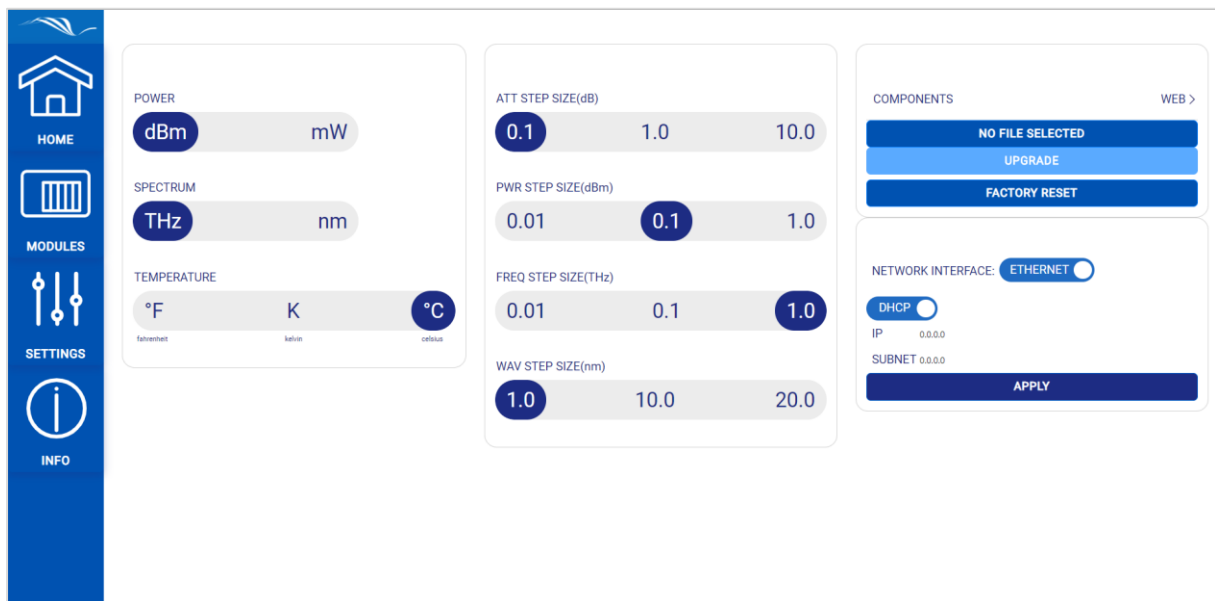 HOME
MODULES
SETTINGS
INFO
POWER
dBm mW
SPECTRUM
THz nm
TEMPERATURE
°F K °C
fahrenheit kelvin celsius
ATT STEP SIZE(dB)
0.1 1.0 10.0
PWR STEP SIZE(dBm)
0.01 0.1 1.0
FREQ STEP SIZE(THz)
0.01 0.1 1.0
WAV STEP SIZE(nm)
1.0 10.0 20.0
COMPONENTS WEB >
NO FILE SELECTED
UPGRADE
FACTORY RESET
NETWORK INTERFACE: ETHERNET
DHCP
IP 0.0.0.0
SUBNET 0.0.0.0
APPLY